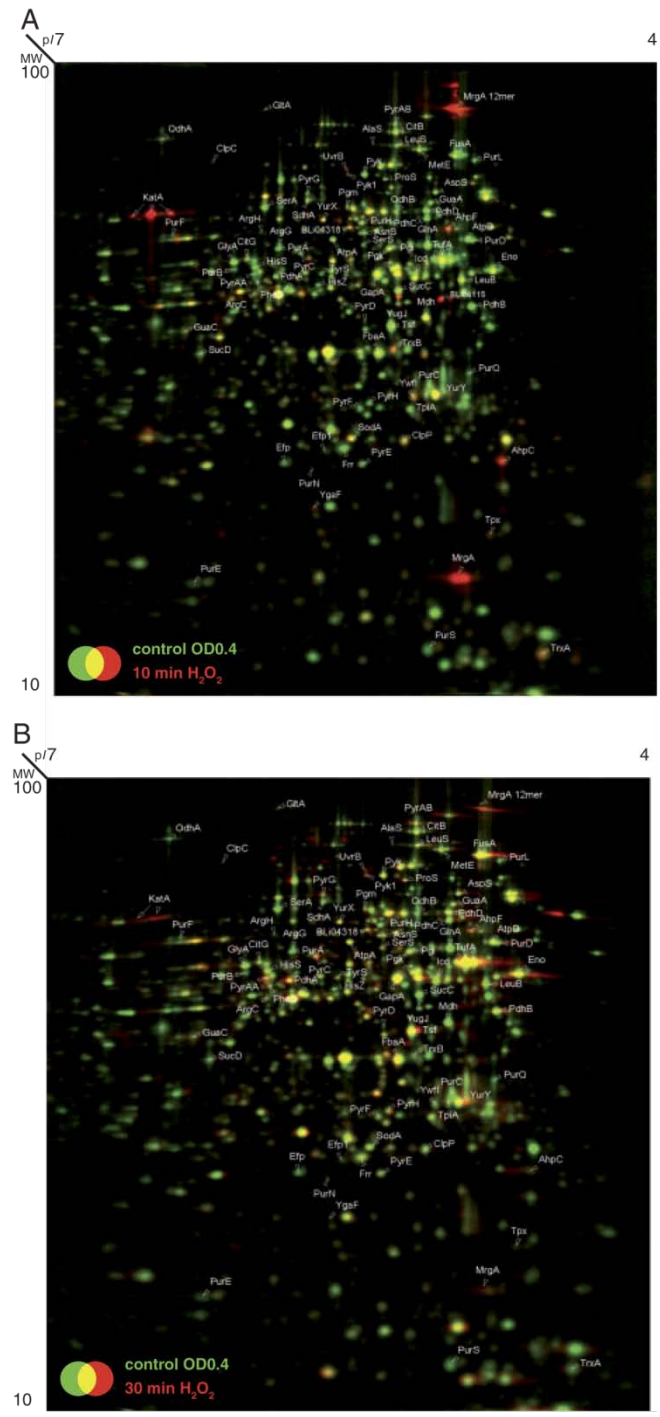 A
pI/7
4
MW
100
MrgA 12mer
GltA
PyrAB
OdhA
AlaS
CitB
LeuS
FusA
ClpC
UvrB
Pyk
MetE
PurL
PyrG
Pyk1
ProS
AspS
KatA
SerA
Pgm
OdhB
GuaA
YurX
PdhD
ArgH
SdhA
PurH
PdhC
AhpF
PurF
ArgG
BLi04318
AsnS
GlnA
AtpD
GlyA
CitG
PurA
SerS
TufA
PurD
AtpA
Pgi
HisS
Pgk
Icd
Eno
PurB
PyrC
TyrS
PyrAA
PdhA
HisZ
SucC
LeuB
GapA
ArgC
PyrD
Mdh
PdhB
YugJ
GuaC
Tsf
FbaA
TrxB
SucD
PurC
PurQ
YwfI
YurY
PyrH
PyrF
TpiA
SodA
Efp1
ClpP
Efp
PyrE
AhpC
Frr
PurN
YgaF
Tpx
MrgA
PurE
PurS
control OD0.4
TrxA
10 min H₂O₂
10
B
pI/7
4
MW
100
MrgA 12mer
GltA
PyrAB
OdhA
AlaS
CitB
LeuS
FusA
ClpC
UvrB
Pyk
MetE
PurL
PyrG
Pyk1
ProS
AspS
KatA
SerA
Pgm
OdhB
GuaA
YurX
PdhD
ArgH
SdhA
PurH
PdhC
AhpF
PurF
ArgG
BLi04318
AsnS
GlnA
AtpD
GlyA
CitG
PurA
SerS
TufA
PurD
AtpA
Pgi
HisS
Pgk
Icd
Eno
PurB
PyrC
TyrS
PyrAA
PdhA
HisZ
SucC
LeuB
GapA
ArgC
PyrD
Mdh
PdhB
YugJ
GuaC
Tsf
FbaA
TrxB
SucD
PurC
PurQ
YwfI
YurY
PyrH
PyrF
TpiA
SodA
Efp1
ClpP
Efp
PyrE
AhpC
Frr
PurN
YgaF
Tpx
MrgA
PurE
PurS
control OD0.4
TrxA
30 min H₂O₂
10